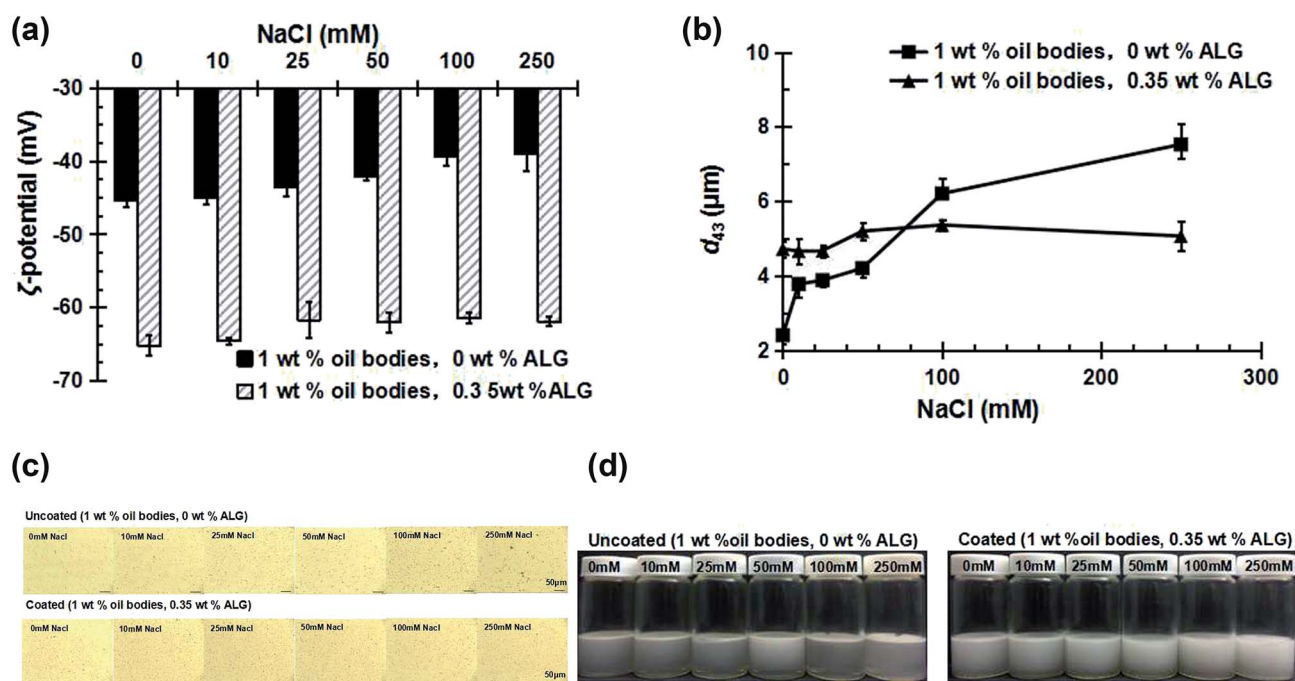 (a)
NaCl (mM)
0 10 25 50 100 250
-30
-40
-50
-60
-70
ζ-potential (mV)
1 wt % oil bodies, 0 wt % ALG
1 wt % oil bodies, 0.3 5wt %ALG
(b)
1 wt % oil bodies, 0 wt % ALG
1 wt % oil bodies, 0.35 wt % ALG
10
8
6
4
2
d43 (μm)
0 100 200 300
NaCl (mM)
(c)
Uncoated (1 wt % oil bodies, 0 wt % ALG)
0mM Nacl 10mM Nacl 25mM Nacl 50mM Nacl 100mM Nacl 250mM Nacl
50μm
Coated (1 wt % oil bodies, 0.35 wt % ALG)
0mM Nacl 10mM Nacl 25mM Nacl 50mM Nacl 100mM Nacl 250mM Nacl
50μm
(d)
Uncoated (1 wt %oil bodies, 0 wt % ALG)
0mM 10mM 25mM 50mM 100mM 250mM
Coated (1 wt %oil bodies, 0.35 wt % ALG)
0mM 10mM 25mM 50mM 100mM 250mM